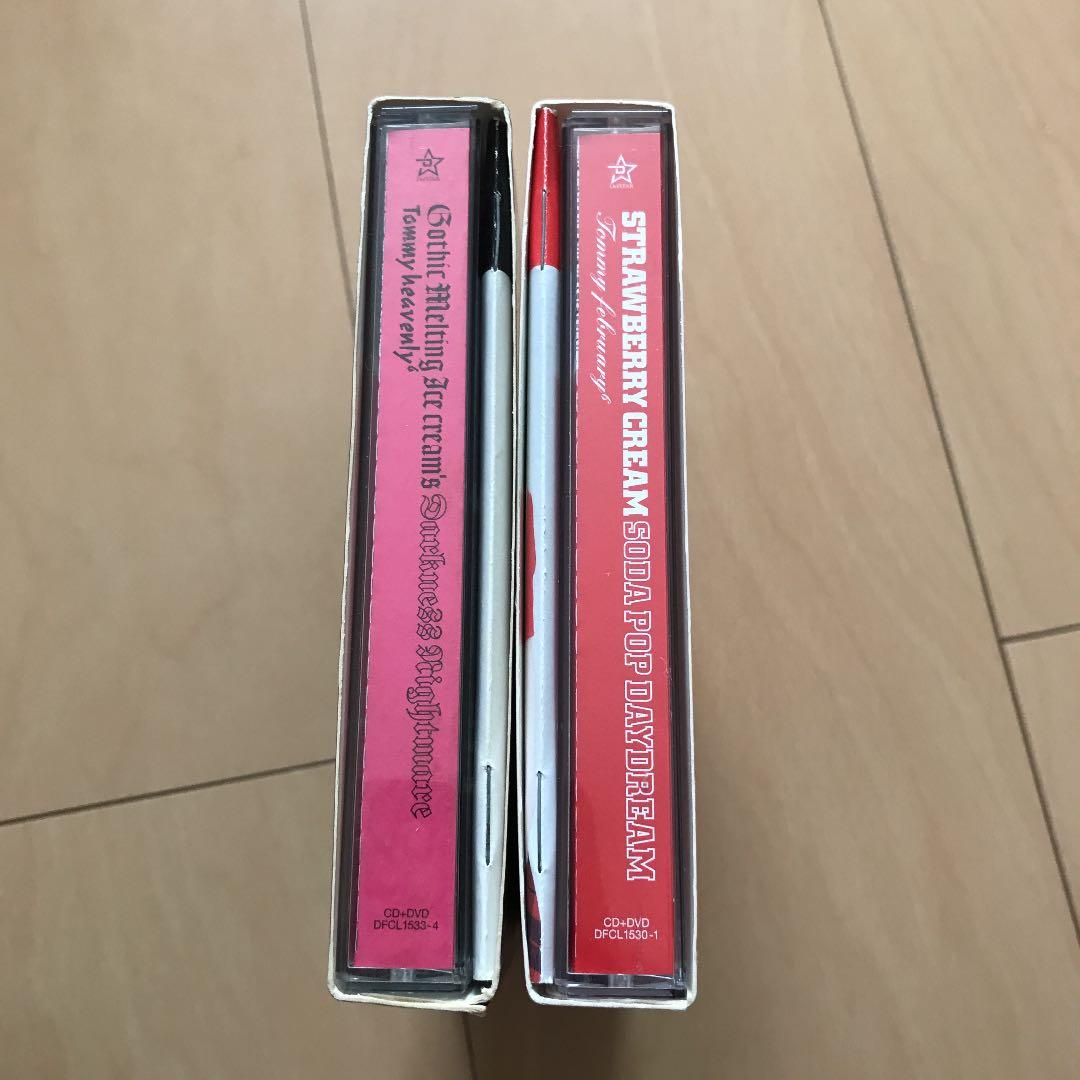 Gothic Melting Ice cream's Darkness Nightmare
Tommy heavenly⁶
CD+DVD
DFCL1533-4
STRAWBERRY CREAM SODA POP DAYDREAM
Tommy february⁶
CD+DVD
DFCL1530-1